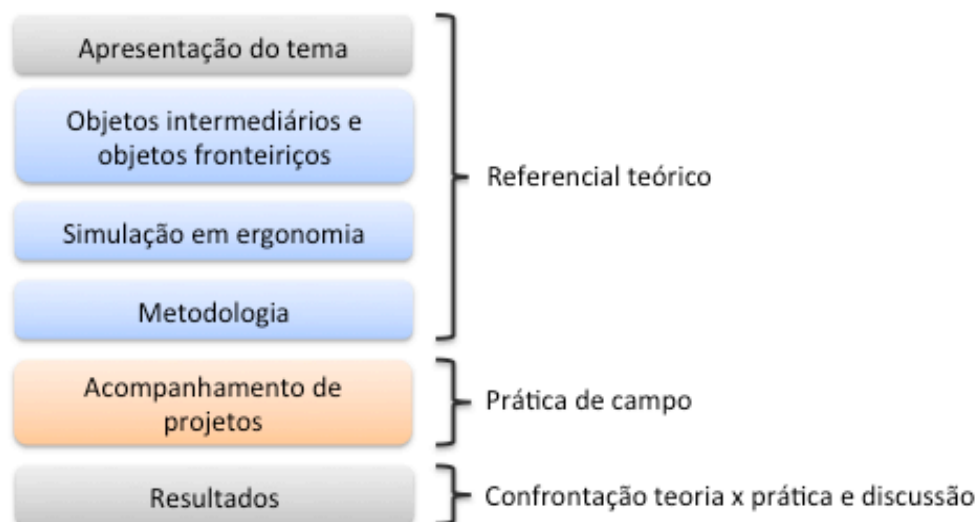 Apresentação do tema
Objetos intermediários e
objetos fronteiriços
Simulação em ergonomia
Metodologia
Referencial teórico
Acompanhamento de
projetos
Prática de campo
Resultados
Confrontação teoria x prática e discussão